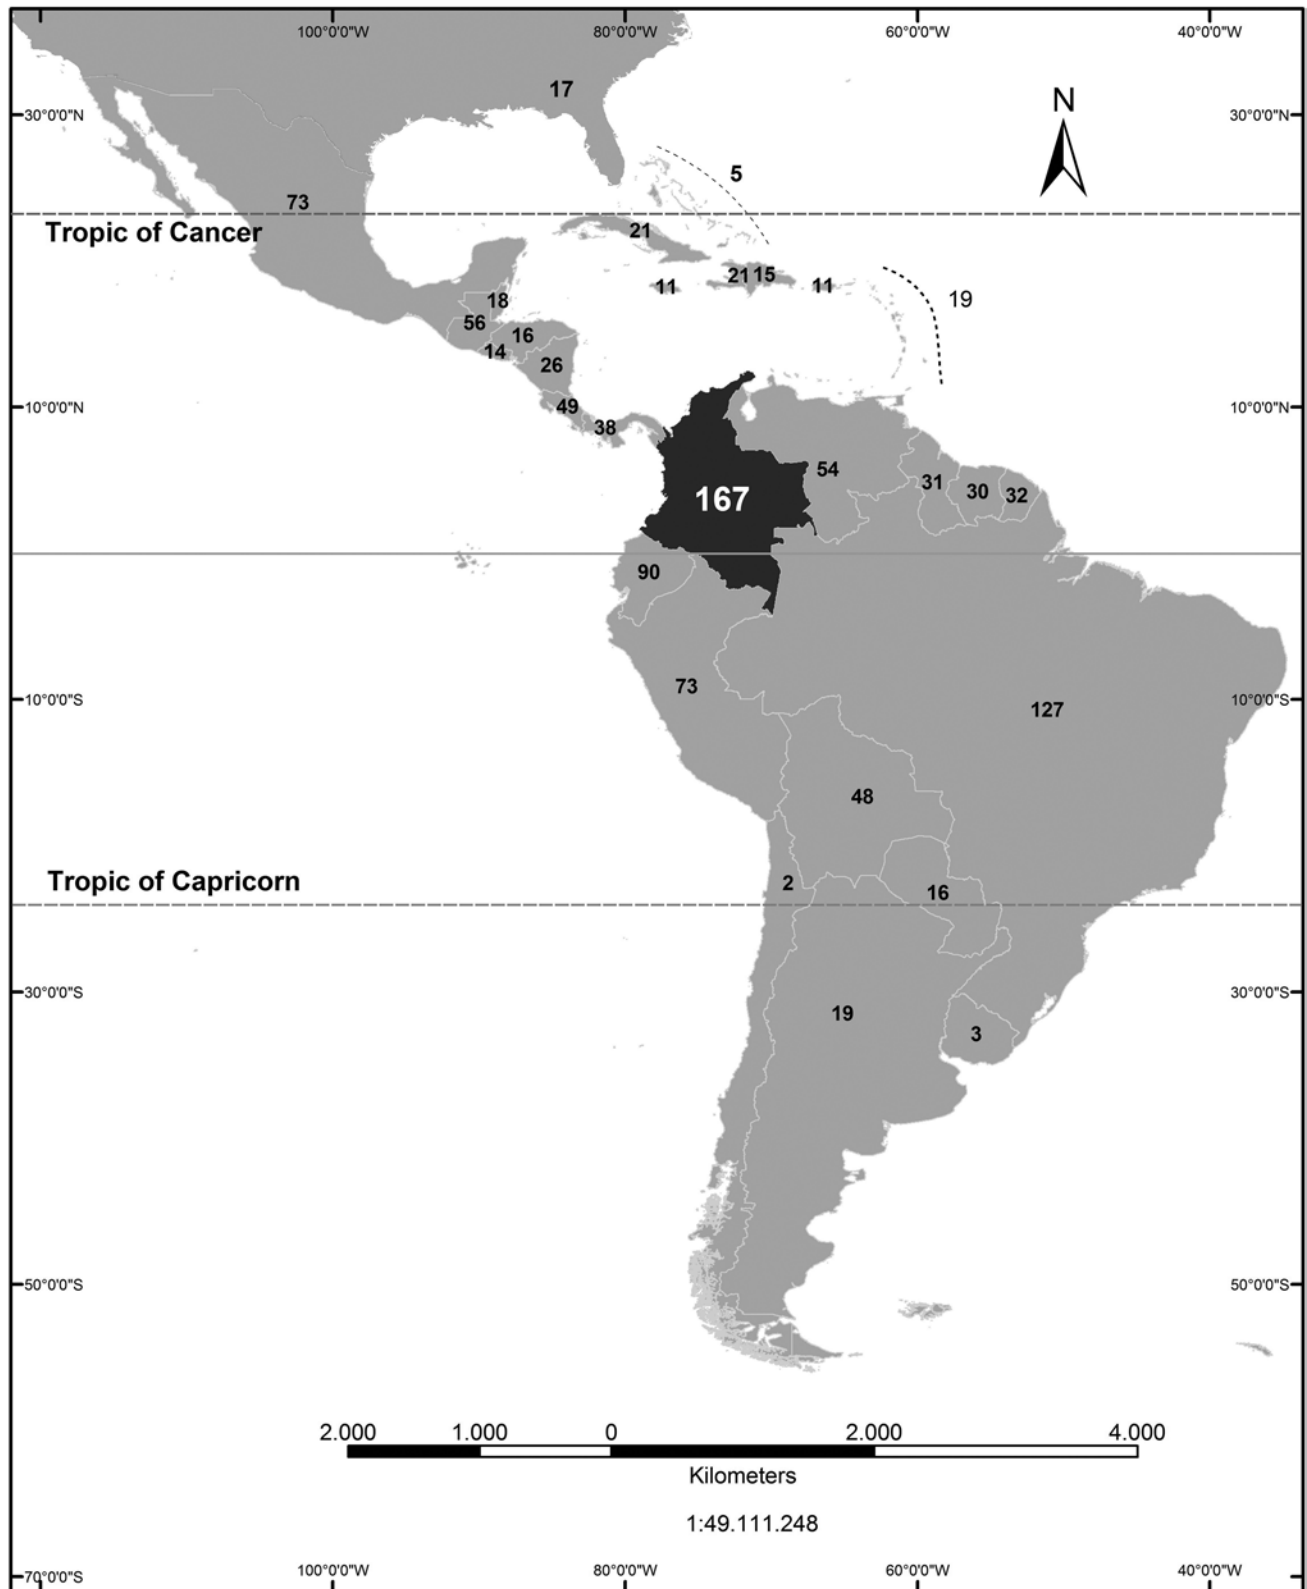 100°0'0"W 80°0'0"W 60°0'0"W 40°0'0"W
17
N
30°0'0"N 30°0'0"N
5
73
Tropic of Cancer
21
21 15
11 11
19
18
56
16
14
26
49
10°0'0"N 10°0'0"N
38
54
31
30 32
167
90
73
10°0'0"S 10°0'0"S
127
48
Tropic of Capricorn
2
16
30°0'0"S 30°0'0"S
19
3
50°0'0"S 50°0'0"S
2.000 1.000 0 2.000 4.000
Kilometers
1:49.111.248
100°0'0"W 80°0'0"W 60°0'0"W 40°0'0"W
70°0'0"S